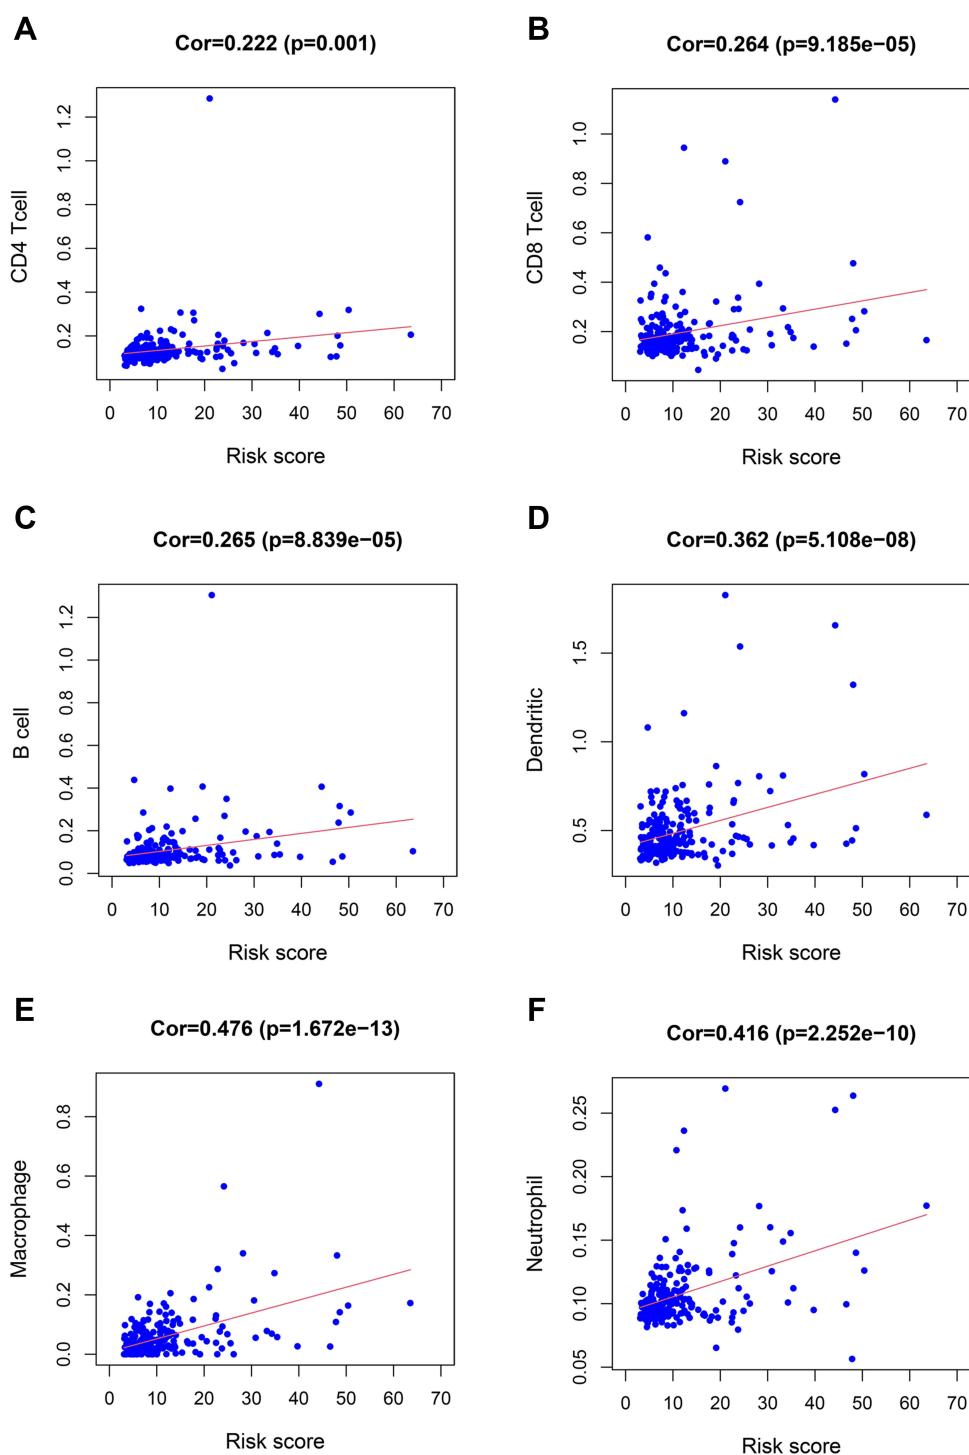 A
Cor=0.222 (p=0.001)
CD4 Tcell
0.2 0.4 0.6 0.8 1.0 1.2
0 10 20 30 40 50 60 70
Risk score
B
Cor=0.264 (p=9.185e−05)
CD8 Tcell
0.2 0.4 0.6 0.8 1.0
0 10 20 30 40 50 60 70
Risk score
C
Cor=0.265 (p=8.839e−05)
B cell
0.0 0.2 0.4 0.6 0.8 1.0 1.2
0 10 20 30 40 50 60 70
Risk score
D
Cor=0.362 (p=5.108e−08)
Dendritic
0.5 1.0 1.5
0 10 20 30 40 50 60 70
Risk score
E
Cor=0.476 (p=1.672e−13)
Macrophage
0.0 0.2 0.4 0.6 0.8
0 10 20 30 40 50 60 70
Risk score
F
Cor=0.416 (p=2.252e−10)
Neutrophil
0.05 0.10 0.15 0.20 0.25
0 10 20 30 40 50 60 70
Risk score